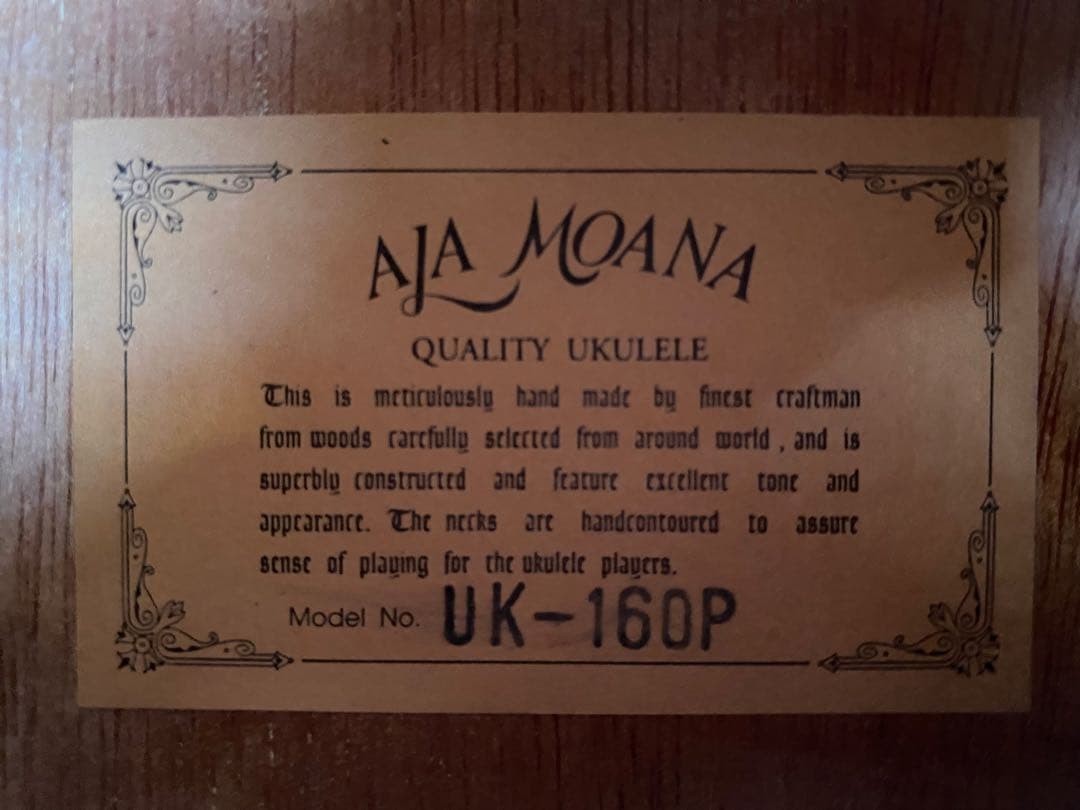 AJA MOANA
QUALITY UKULELE
This is meticulously hand made by finest craftman
from woods carefully selected from around world , and is
superbly constructed and feature excellent tone and
appearance. The necks are handcontoured to assure
sense of playing for the ukulele players.
Model No. UK-160P